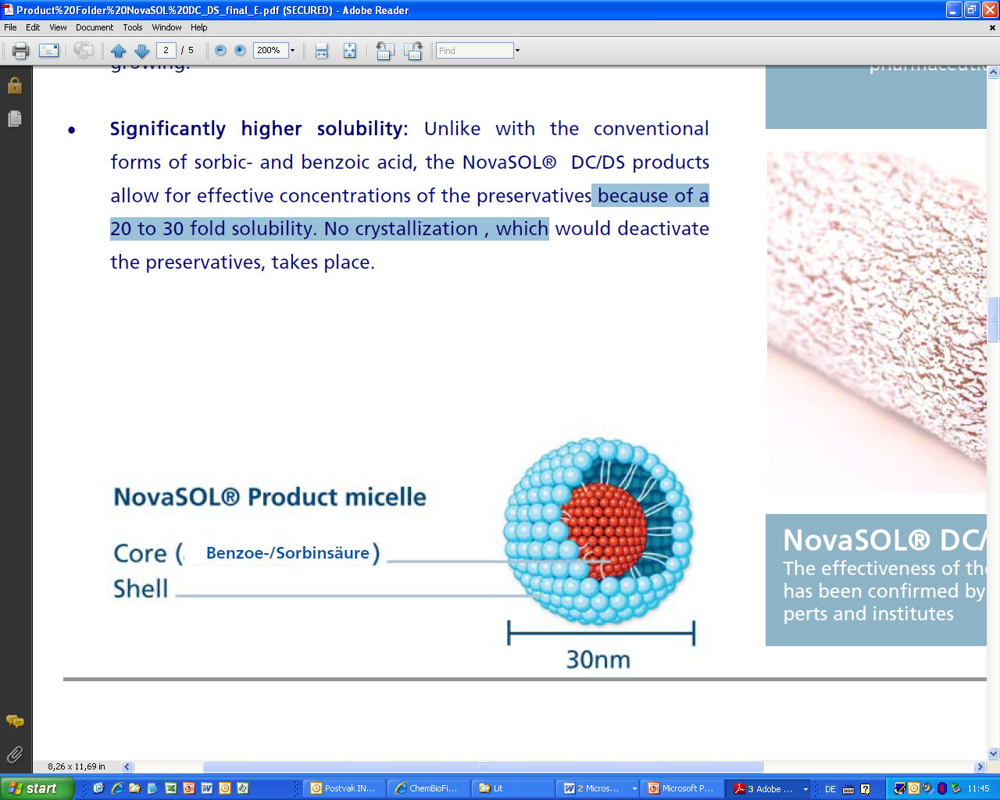 Product%20Folder%20NovaSOL%20DC_DS_final_E.pdf (SECURED) - Adobe Reader
File Edit View Document Tools Window Help
2 / 5 200% Find
growing.
pharmaceutic
• Significantly higher solubility: Unlike with the conventional
forms of sorbic- and benzoic acid, the NovaSOL® DC/DS products
allow for effective concentrations of the preservatives because of a
20 to 30 fold solubility. No crystallization , which would deactivate
the preservatives, takes place.
NovaSOL® Product micelle
Core ( Benzoe-/Sorbinsäure )
Shell
30nm
NovaSOL® DC/
The effectiveness of the
has been confirmed by
perts and institutes
8,26 x 11,69 in
start Postvak IN... ChemBioFi... Lit 2 Micros... Microsoft P... 3 Adobe ... DE 11:45